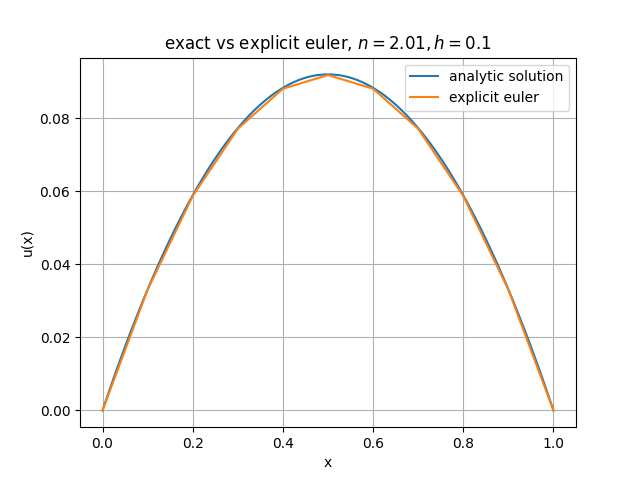 exact vs explicit euler, n = 2.01, h = 0.1
analytic solution
explicit euler
u(x)
0.08
0.06
0.04
0.02
0.00
0.0 0.2 0.4 0.6 0.8 1.0
x